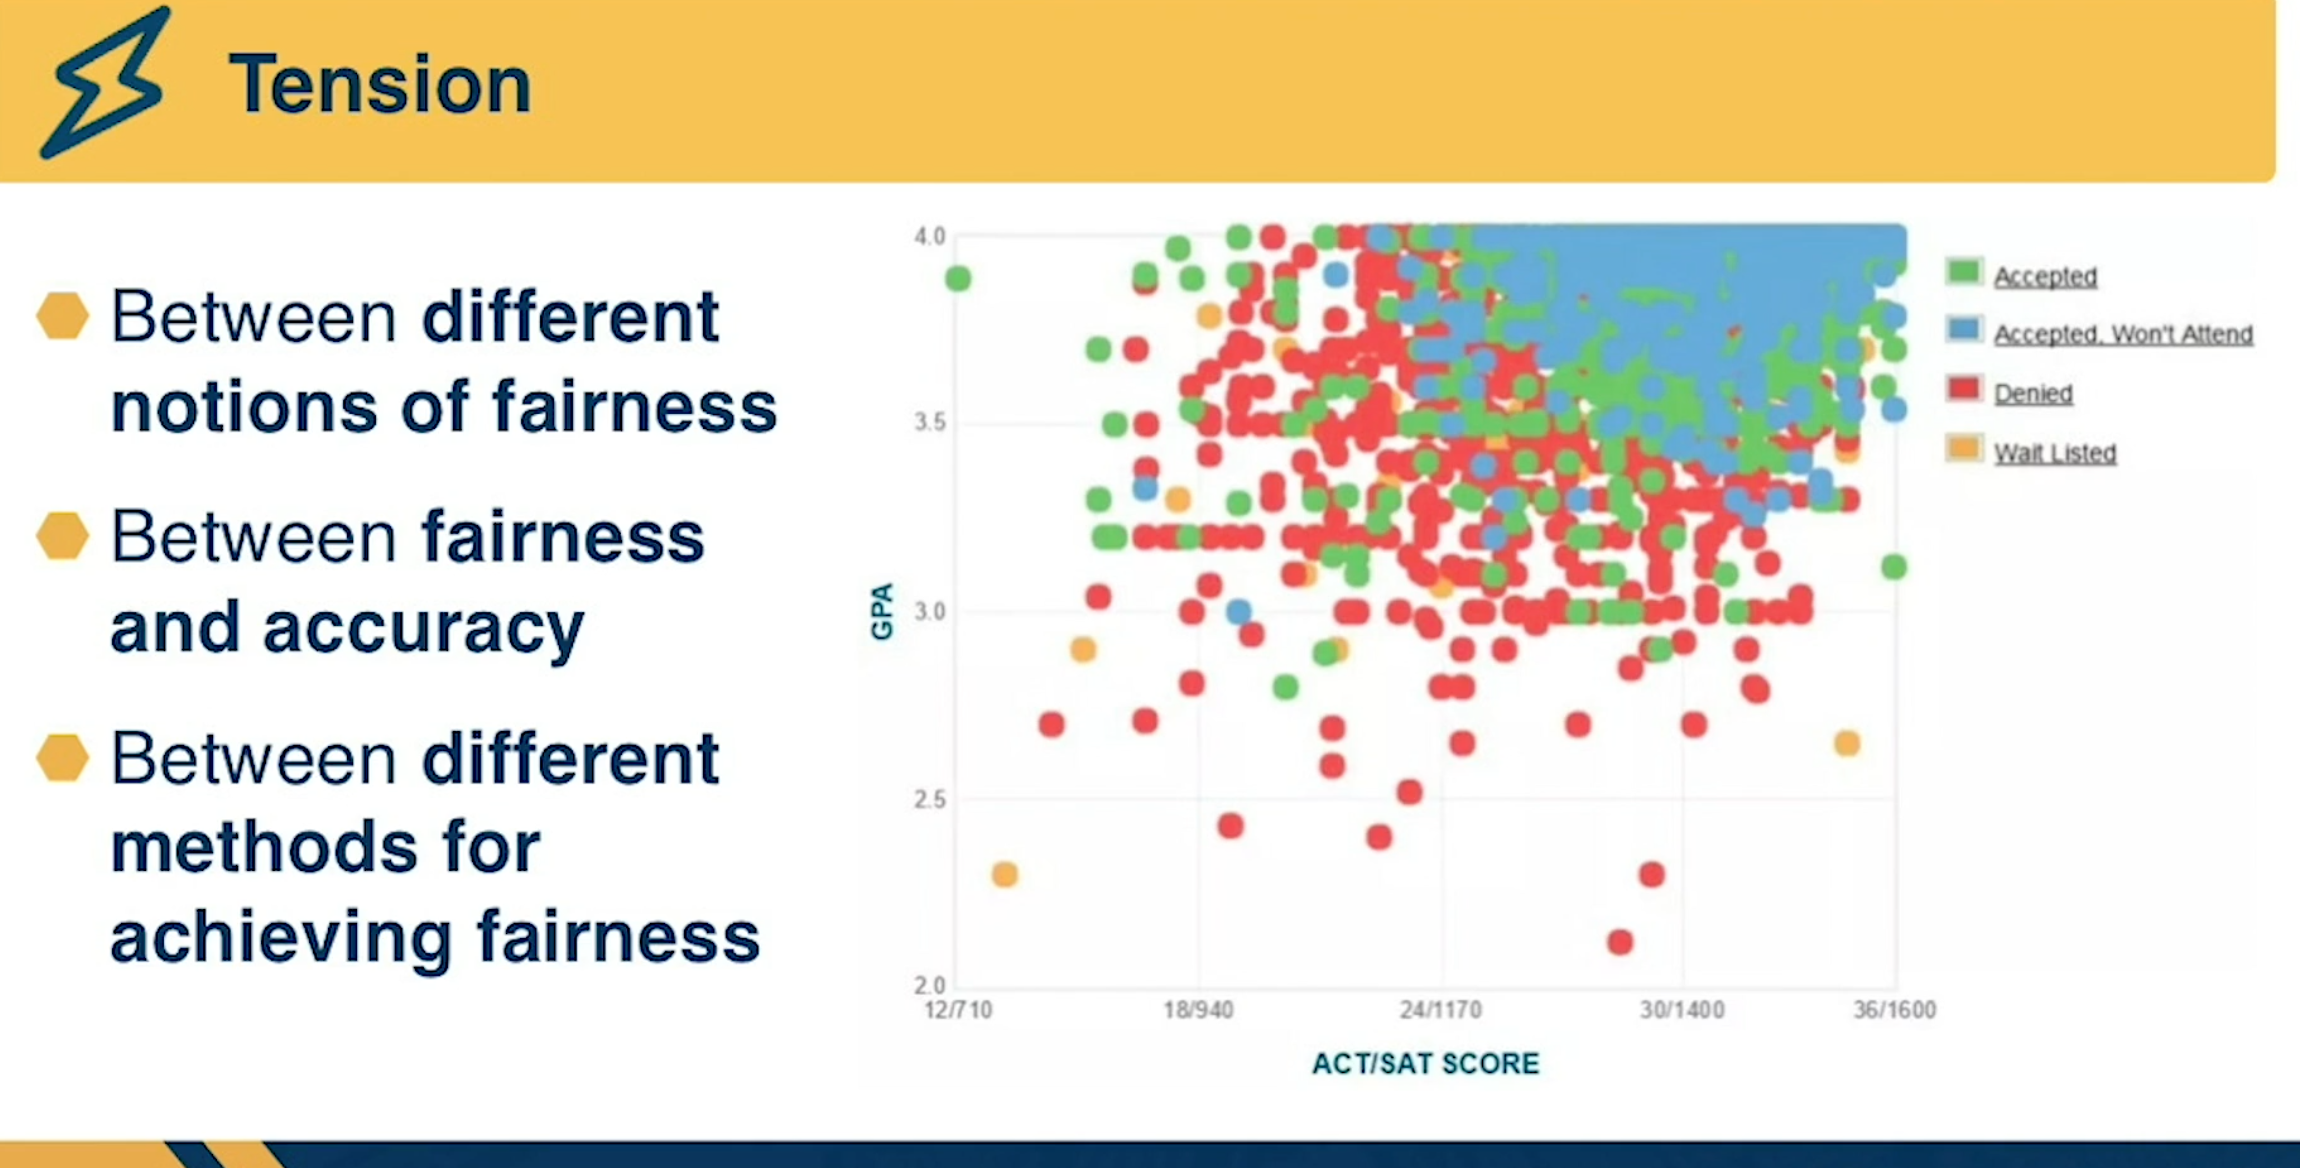 Tension
Between different
notions of fairness
Between fairness
and accuracy
Between different
methods for
achieving fairness
4.0
3.5
3.0
2.5
2.0
GPA
12/710
18/940
24/1170
30/1400
36/1600
ACT/SAT SCORE
Accepted
Accepted, Won't Attend
Denied
Wait Listed